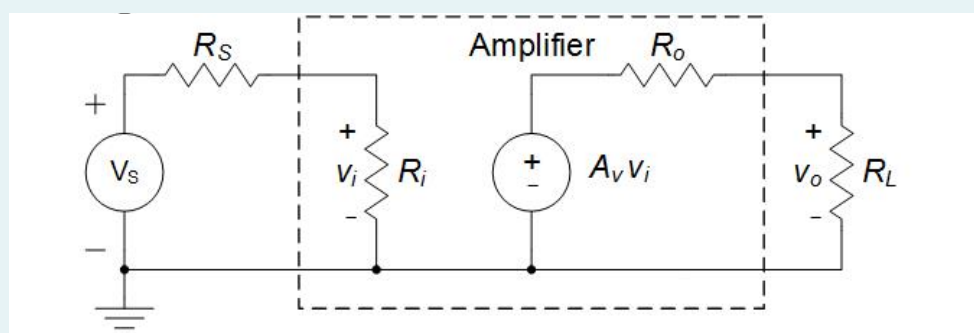 Amplifier
R_S
R_o
+
V_S
−
+
v_i
−
R_i
+
−
A_v v_i
+
v_o
−
R_L